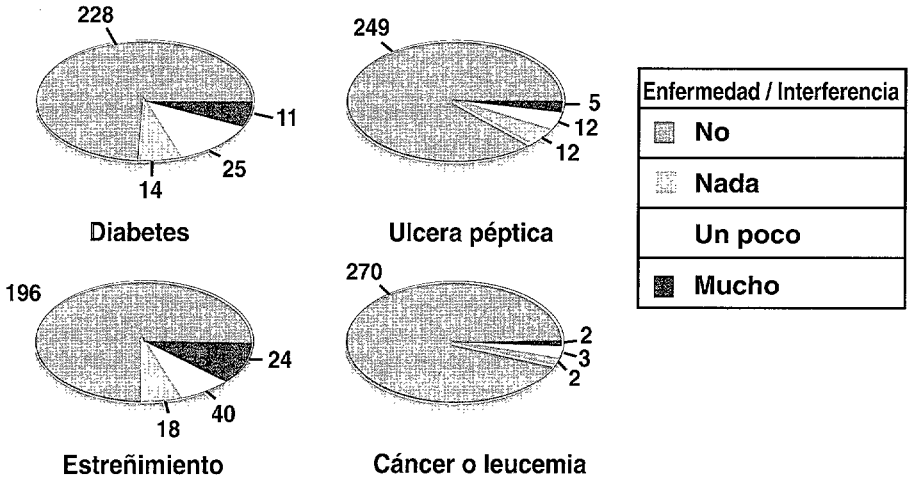 228
11
25
14
Diabetes
249
5
12
12
Ulcera péptica
196
24
40
18
Estreñimiento
270
2
3
2
Cáncer o leucemia
Enfermedad / Interferencia
No
Nada
Un poco
Mucho